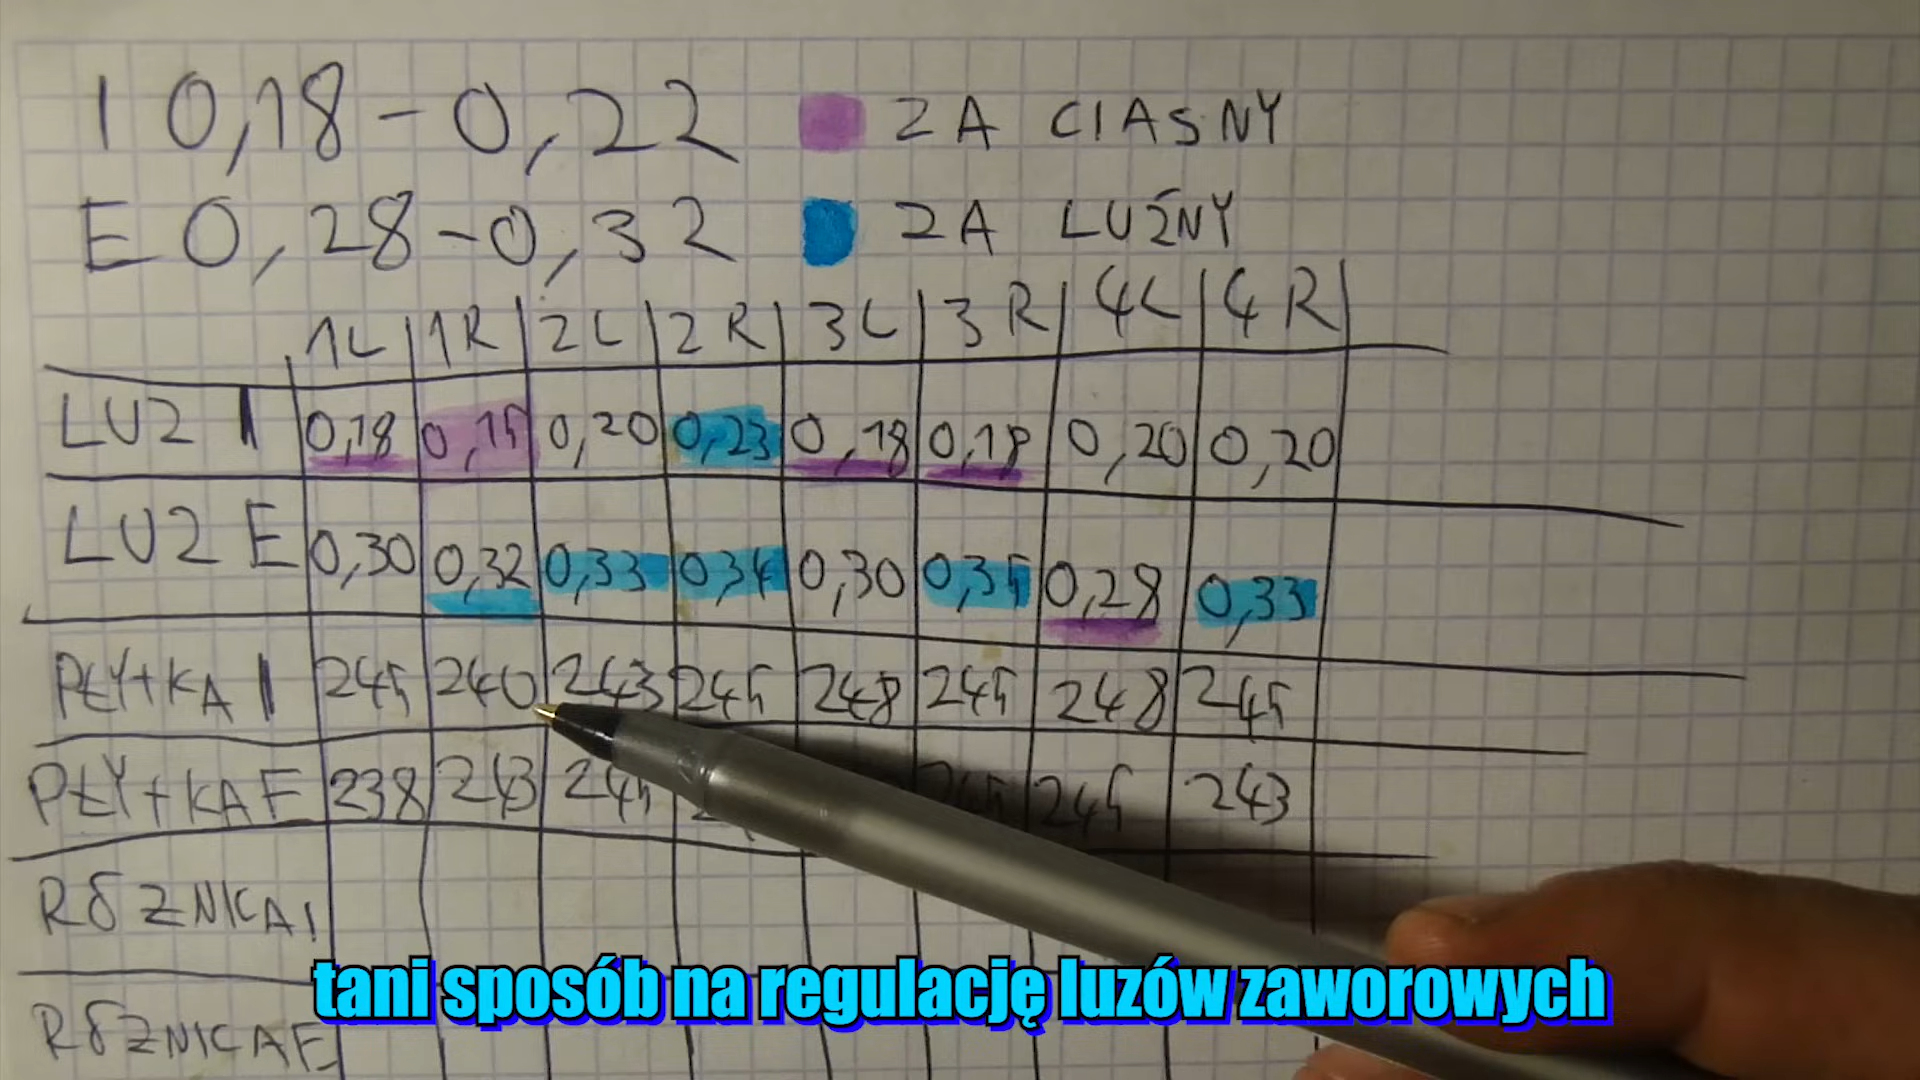 I 0,18-0,22 ZA CIASNY
E 0,28-0,32 ZA LUŹNY
1L 1R 2L 2R 3L 3R 4L 4R
LUZ I 0,18 0,15 0,20 0,23 0,18 0,18 0,20 0,20
LUZ E 0,30 0,32 0,33 0,34 0,30 0,35 0,28 0,33
PŁYTKA I 245 240 243 245 248 245 248 245
PŁYTKA E 238 243 245 245 245 243
RÓŻNICA I
RÓŻNICA E
tani sposób na regulację luzów zaworowych